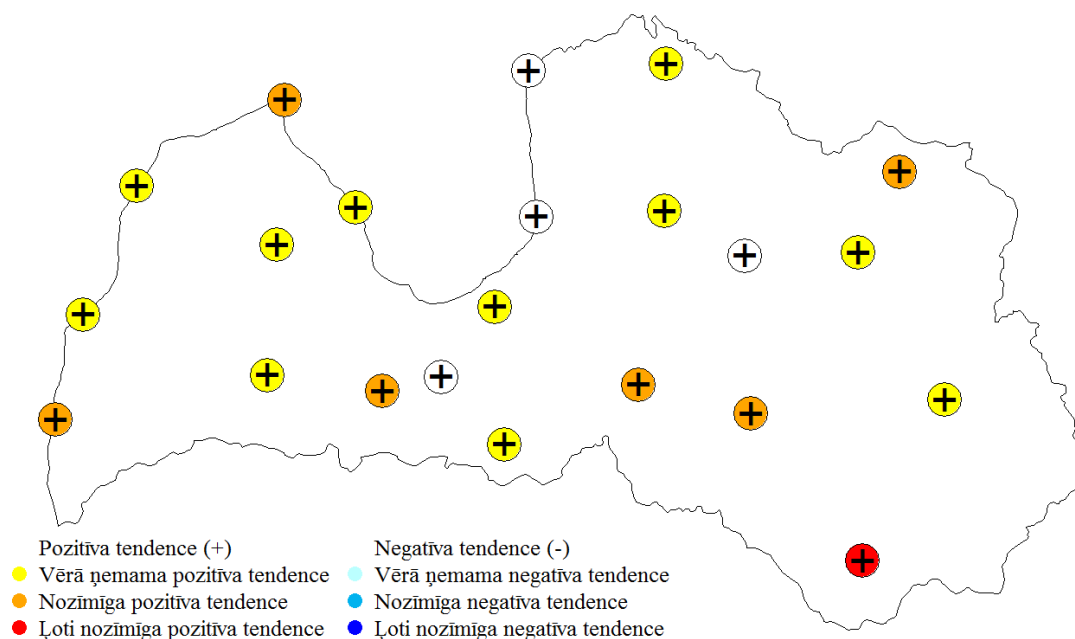 Pozitīva tendence (+)
Vērā ņemama pozitīva tendence
Nozīmīga pozitīva tendence
Ļoti nozīmīga pozitīva tendence
Negatīva tendence (-)
Vērā ņemama negatīva tendence
Nozīmīga negatīva tendence
Ļoti nozīmīga negatīva tendence